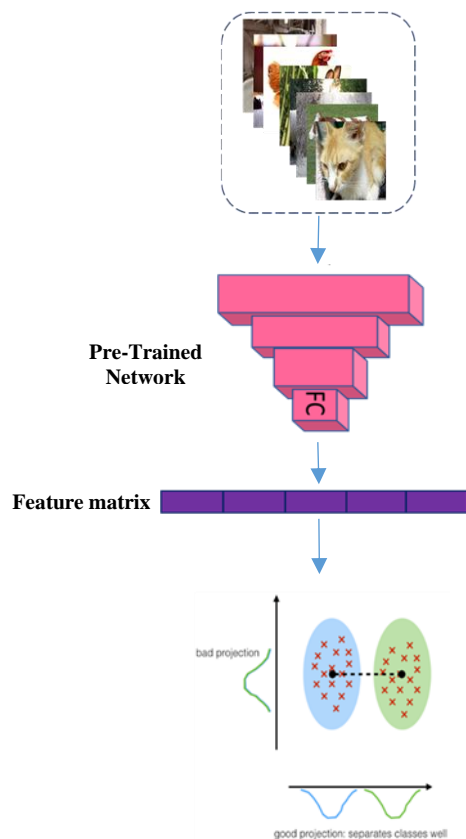 Pre-Trained
Network
FC
Feature matrix
bad projection
good projection: separates classes well